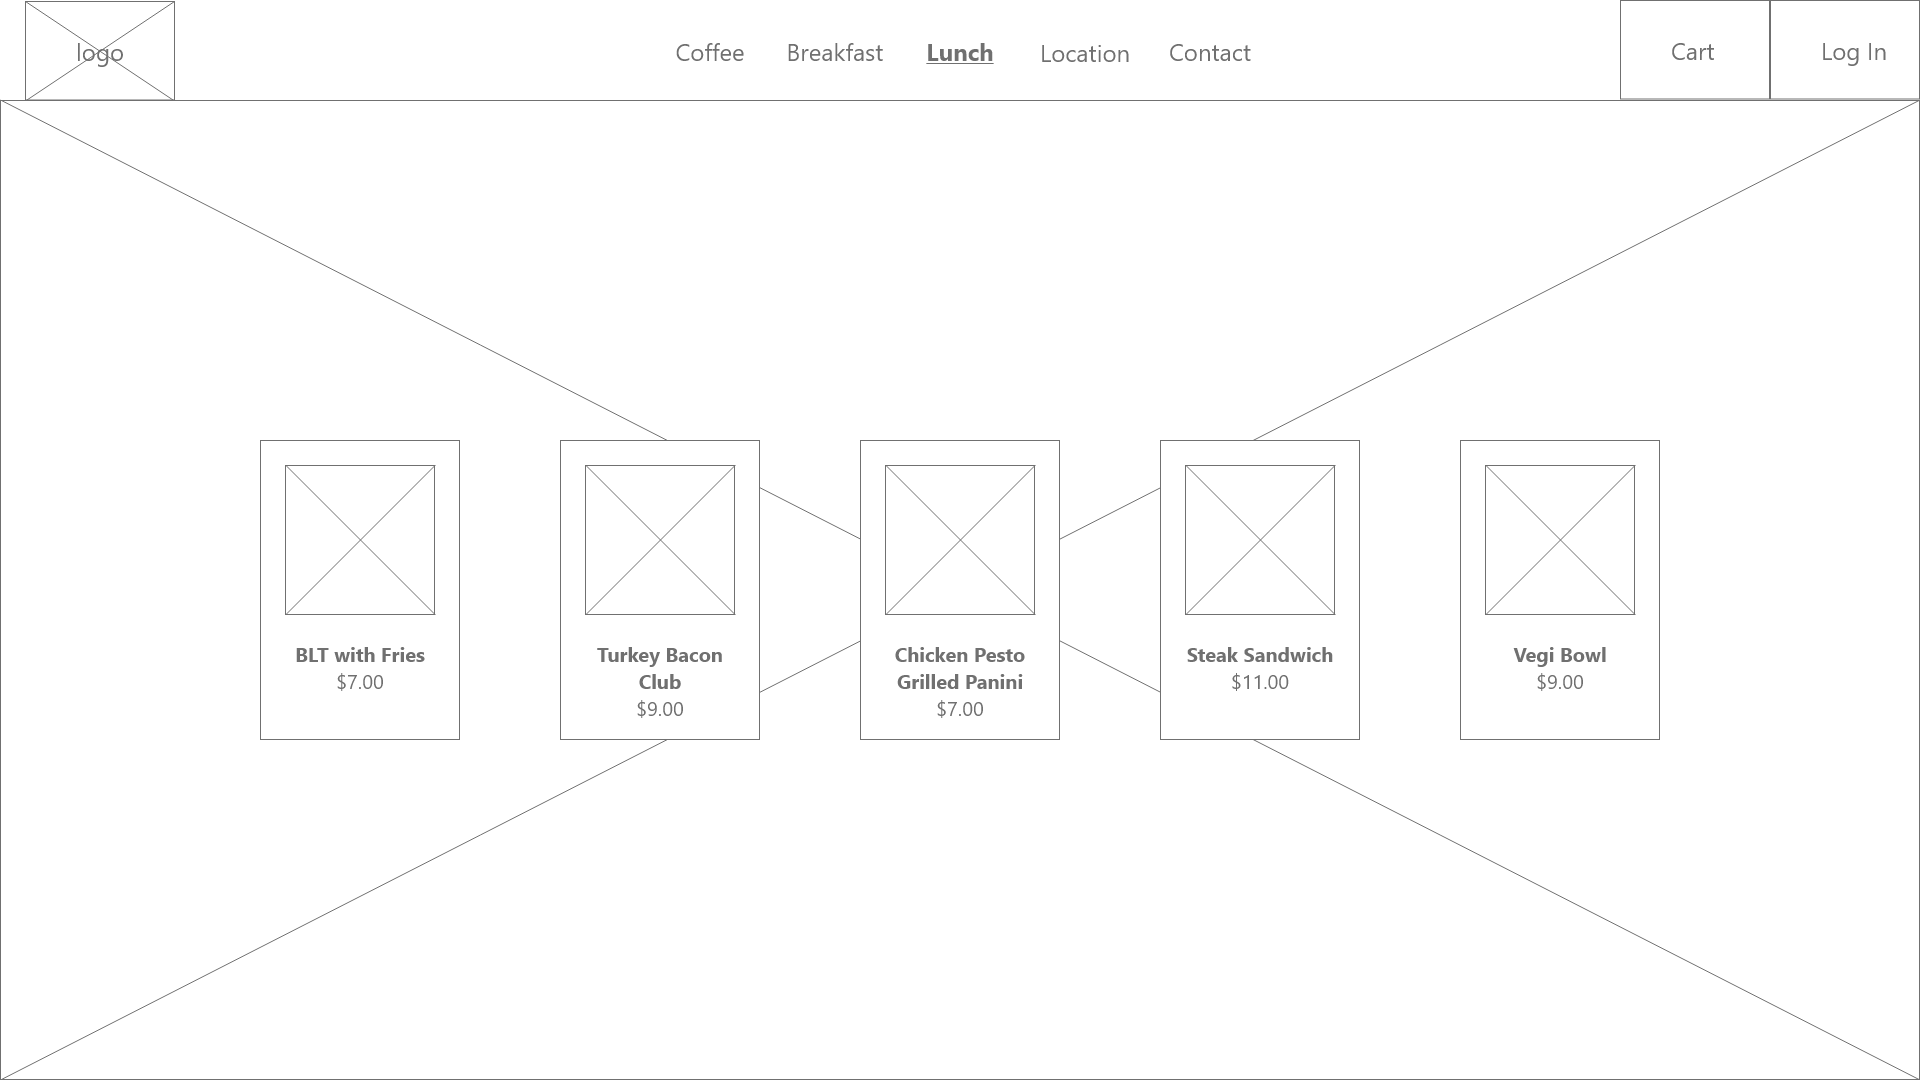 logo
Coffee
Breakfast
Lunch
Location
Contact
Cart
Log In
BLT with Fries
$7.00
Turkey Bacon
Club
$9.00
Chicken Pesto
Grilled Panini
$7.00
Steak Sandwich
$11.00
Vegi Bowl
$9.00